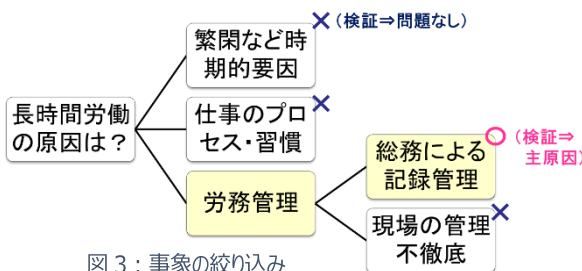 繁閑など時
期的要因
×(検証⇒問題なし)
長時間労働
の原因は？
仕事のプロ
セス・習慣
×
労務管理
総務による
記録管理
○(検証⇒
主原因)
現場の管理
不徹底
×
図3：事象の絞り込み